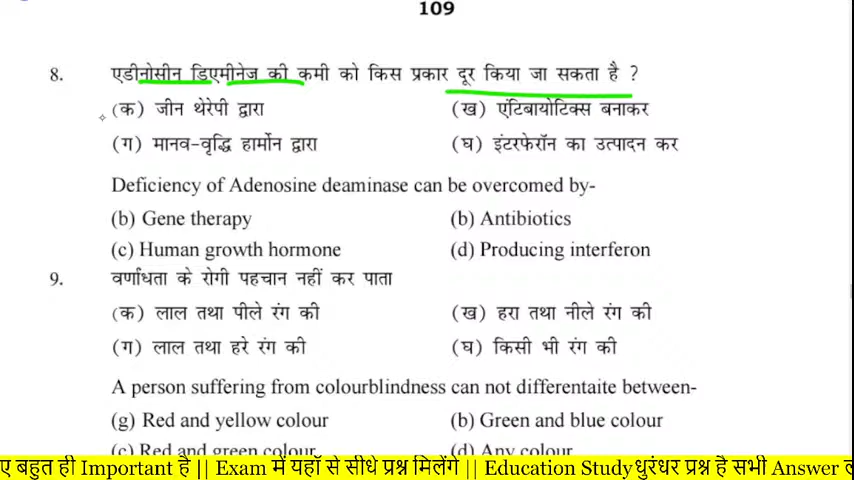 109
8. एडीनोसीन डिएमीनेज की कमी को किस प्रकार दूर किया जा सकता है ?
(क) जीन थेरेपी द्वारा (ख) एंटिबायोटिक्स बनाकर
(ग) मानव-वृद्धि हार्मोन द्वारा (घ) इंटरफेरॉन का उत्पादन कर
Deficiency of Adenosine deaminase can be overcomed by-
(b) Gene therapy (b) Antibiotics
(c) Human growth hormone (d) Producing interferon
9. वर्णांधता के रोगी पहचान नहीं कर पाता
(क) लाल तथा पीले रंग की (ख) हरा तथा नीले रंग की
(ग) लाल तथा हरे रंग की (घ) किसी भी रंग की
A person suffering from colourblindness can not differentaite between-
(g) Red and yellow colour (b) Green and blue colour
(c) Red and green colour (d) Any colour
ए बहुत ही Important है || Exam में यहाँ से सीधे प्रश्न मिलेंगे || Education Studyधुरंधर प्रश्न है सभी Answer